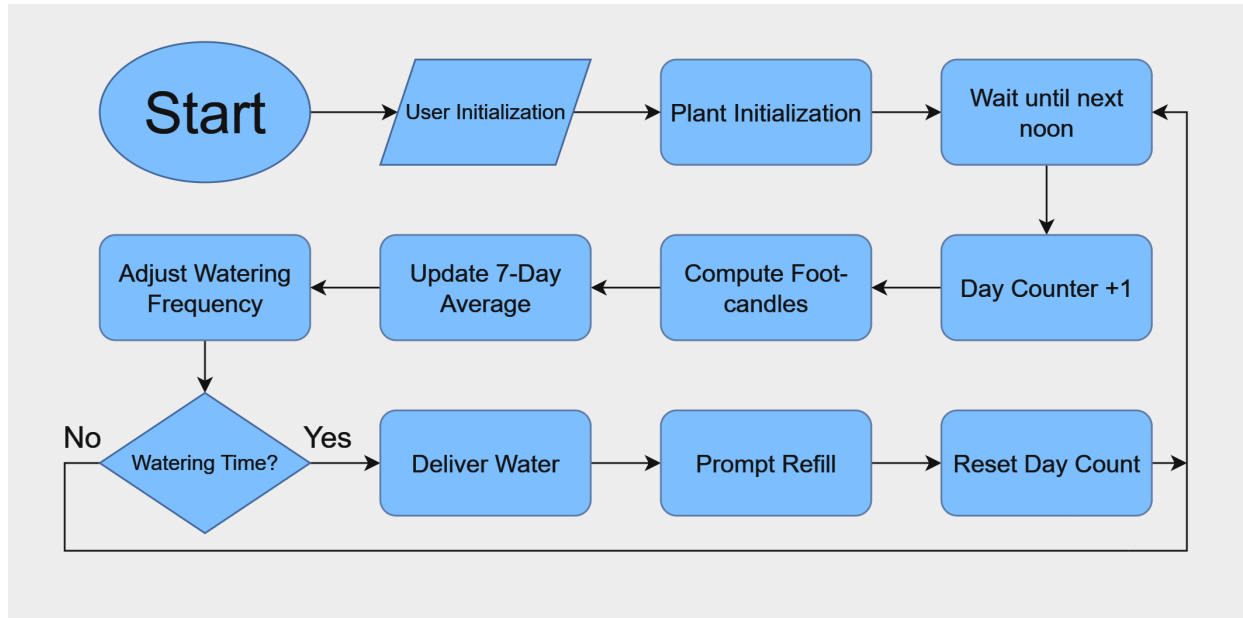 Start
User Initialization
Plant Initialization
Wait until next
noon
Adjust Watering
Frequency
Update 7-Day
Average
Compute Foot-
candles
Day Counter +1
No
Watering Time?
Yes
Deliver Water
Prompt Refill
Reset Day Count